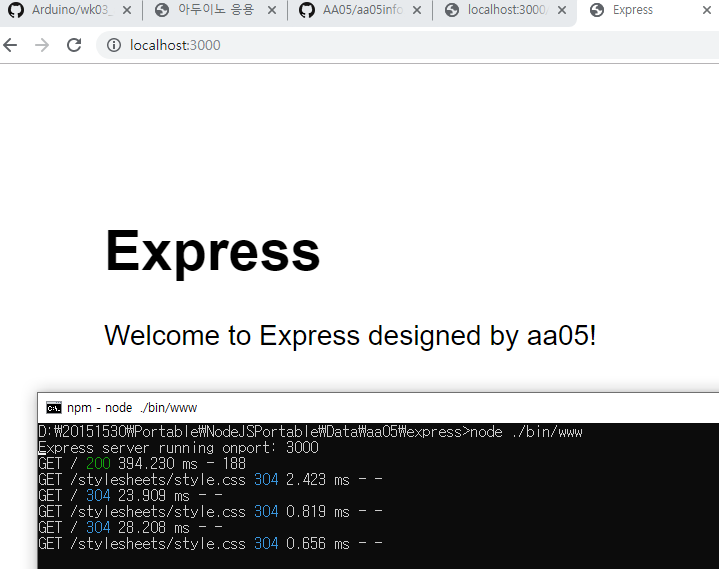 Arduino/wk03_
아두이노 응용
AA05/aa05info
localhost:3000/
Express
localhost:3000
Express
Welcome to Express designed by aa05!
npm - node ./bin/www
D:₩20151530₩Portable₩NodeJSPortable₩Data₩aa05₩express>node ./bin/www
Express server running onport: 3000
GET / 200 394.230 ms - 188
GET /stylesheets/style.css 304 2.423 ms - -
GET / 304 23.909 ms - -
GET /stylesheets/style.css 304 0.819 ms - -
GET / 304 28.208 ms - -
GET /stylesheets/style.css 304 0.656 ms - -